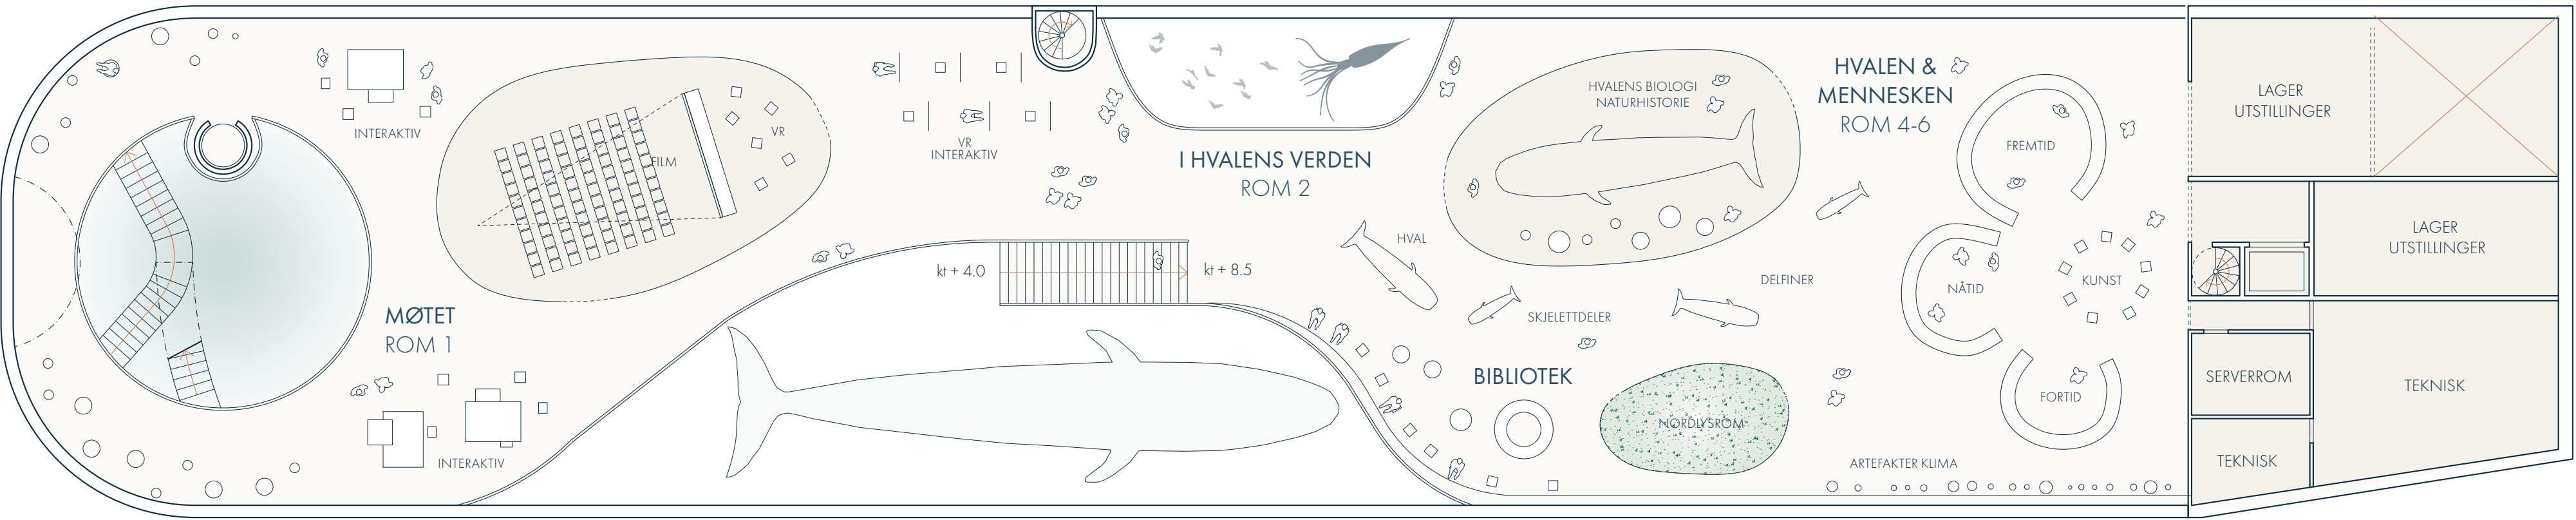 INTERAKTIV
FILM
VR
MØTET
ROM 1
INTERAKTIV
VR
INTERAKTIV
I HVALENS VERDEN
ROM 2
kt + 4.0
kt + 8.5
HVAL
SKJELETTDELER
HVALENS BIOLOGI
NATURHISTORIE
DELFINER
BIBLIOTEK
NORDLYSROM
HVALEN &
MENNESKEN
ROM 4-6
FREMTID
NÅTID
KUNST
FORTID
ARTEFAKTER KLIMA
LAGER
UTSTILLINGER
LAGER
UTSTILLINGER
SERVERROM
TEKNISK
TEKNISK